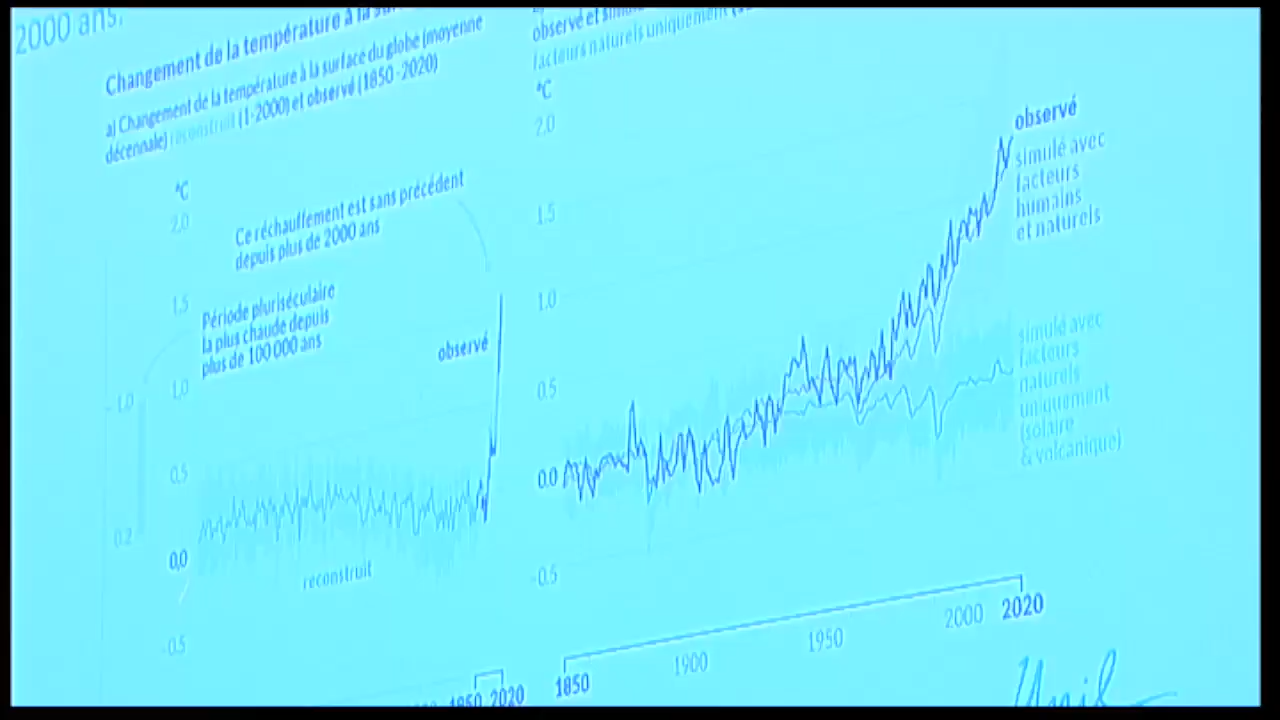 2000 ans.
Changement de la température à la
a) Changement de la température à la surface du globe (moyenne
décennale) reconstruit (1-2000) et observé (1850-2020)
°C
2,0
1,5
1,0
0,5
0,0
-0.5
1,0
0.2
Ce réchauffement est sans précédent
depuis plus de 2000 ans
Période pluriséculaire
la plus chaude depuis
plus de 100 000 ans
observé
reconstruit
1850 2020
observé et
facteurs naturels uniquement
°C
2,0
1.5
1.0
0.5
0.0
-0.5
observé
simulé avec
facteurs
humains
et naturels
simulé avec
facteurs
naturels
uniquement
(solaire
& volcanique)
1850
1900
1950
2000
2020
Unil